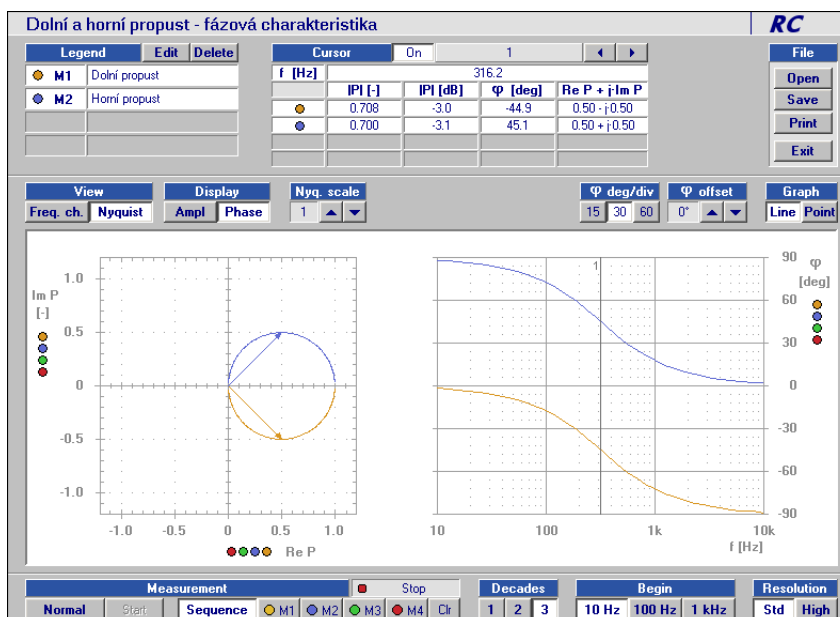 Dolní a horní propust - fázová charakteristika RC
Legend Edit Delete Cursor On 1 File
M1 Dolní propust f [Hz] 316.2 Open
|P| [-] |P| [dB] φ [deg] Re P + j·Im P
M2 Horní propust 0.708 -3.0 -44.9 0.50 - j·0.50 Save
0.700 -3.1 45.1 0.50 + j·0.50 Print
Exit
View Display Nyq. scale φ deg/div φ offset Graph
Freq. ch. Nyquist Ampl Phase 1 15 30 60 0° Line Point
Im P
[-]
1.0
0.5
0
-0.5
-1.0
-1.0 -0.5 0 0.5 1.0
Re P
1
90
60
30
0
-30
-60
-90
φ
[deg]
10 100 1k 10k
f [Hz]
Measurement Stop Decades Begin Resolution
Normal Start Sequence M1 M2 M3 M4 Clr 1 2 3 10 Hz 100 Hz 1 kHz Std High